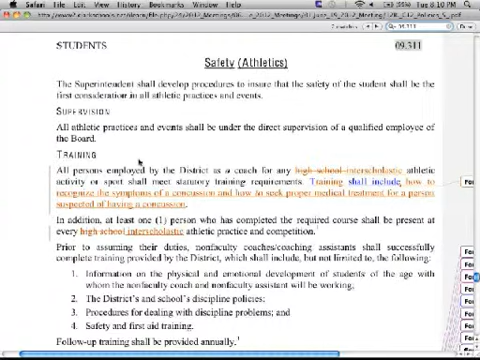 Safari File Edit View History Bookmarks Window Help
Tue 8:10 PM
STUDENTS 09.311
Safety (Athletics)
The Superintendent shall develop procedures to insure that the safety of the student shall be the
first consideration in all athletic practices and events.
SUPERVISION
All athletic practices and events shall be under the direct supervision of a qualified employee of
the Board.
TRAINING
All persons employed by the District as a coach for any high school interscholastic athletic
activity or sport shall meet statutory training requirements. Training shall include how to
recognize the symptoms of a concussion and how to seek proper medical treatment for a person
suspected of having a concussion.
In addition, at least one (1) person who has completed the required course shall be present at
every high school interscholastic athletic practice and competition.1
Prior to assuming their duties, nonfaculty coaches/coaching assistants shall successfully
complete training provided by the District, which shall include, but not limited to, the following:
1. Information on the physical and emotional development of students of the age with
whom the nonfaculty coach and nonfaculty assistant will be working;
2. The District's and school's discipline policies;
3. Procedures for dealing with discipline problems; and
4. Safety and first aid training.
Follow-up training shall be provided annually.1